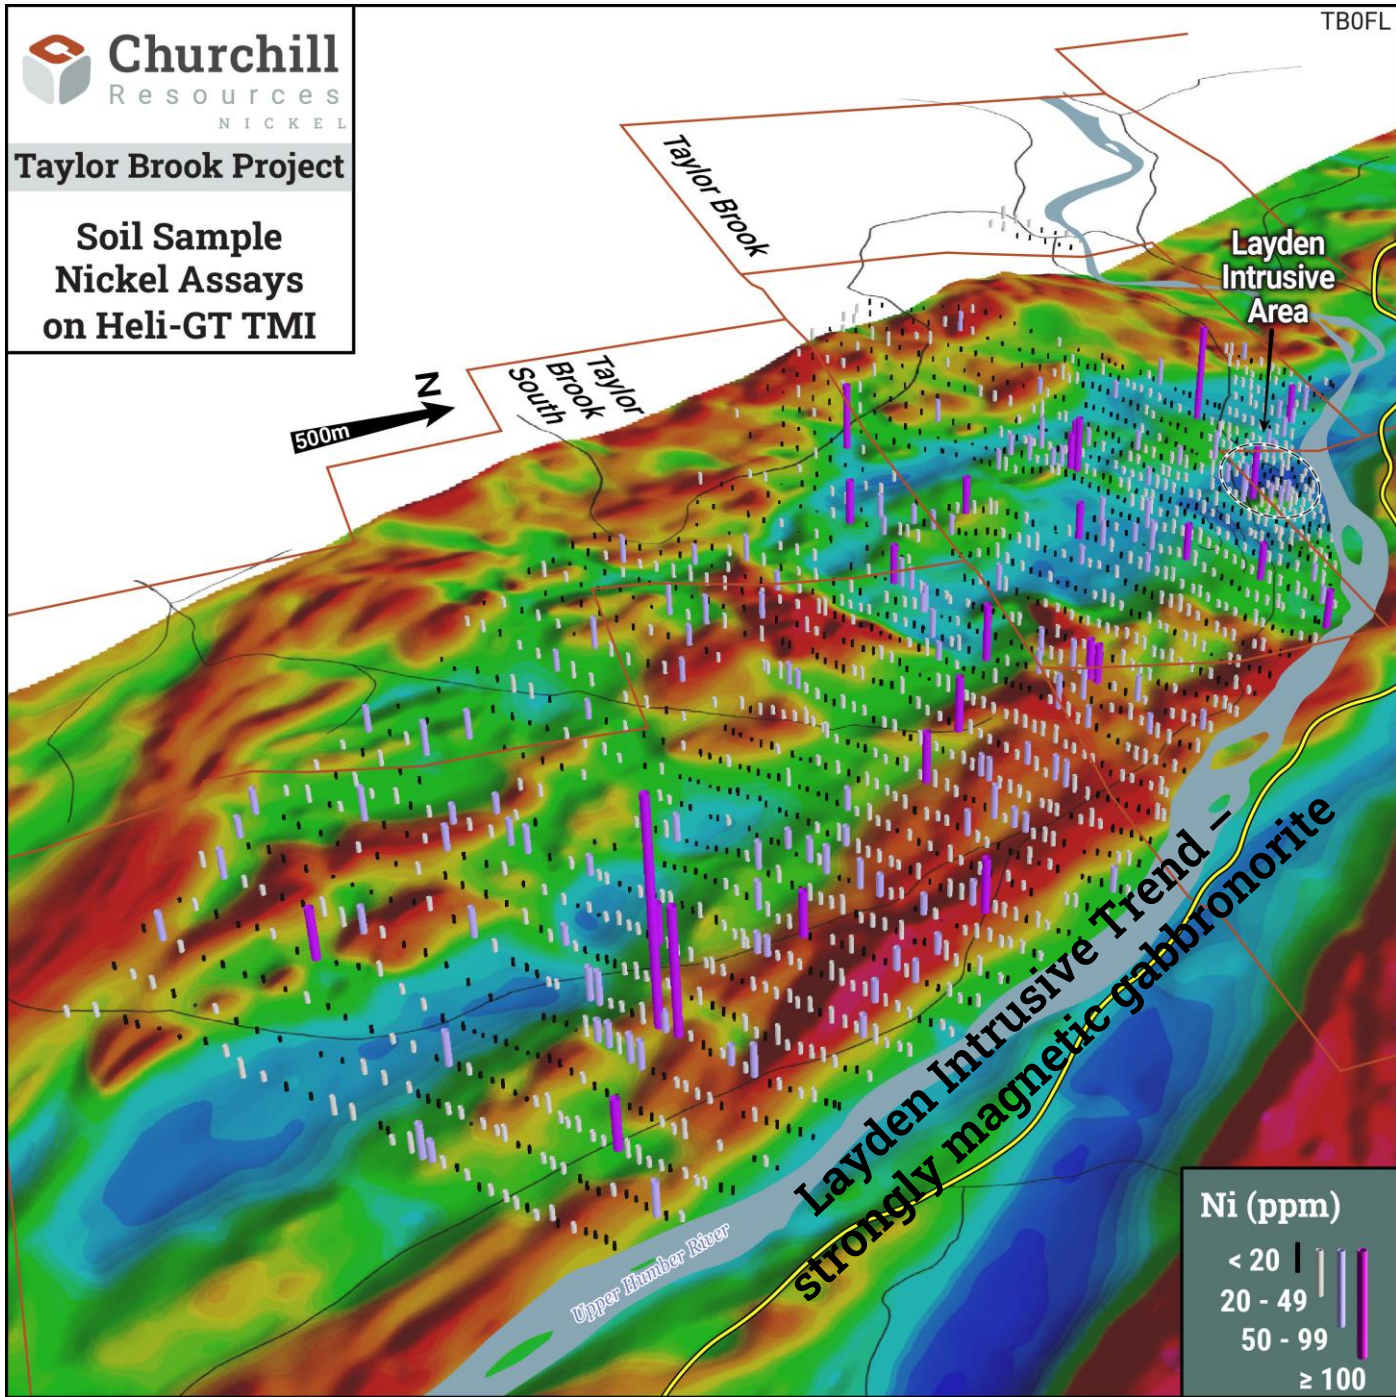 TB0FL
Churchill
Resources
NICKEL
Taylor Brook Project
Soil Sample
Nickel Assays
on Heli-GT TMI
Taylor Brook
Layden
Intrusive
Area
N
500m
Taylor
Brook
South
Layden Intrusive Trend –
strongly magnetic gabbronorite
Upper Humber River
Ni (ppm)
< 20
20 - 49
50 - 99
≥ 100